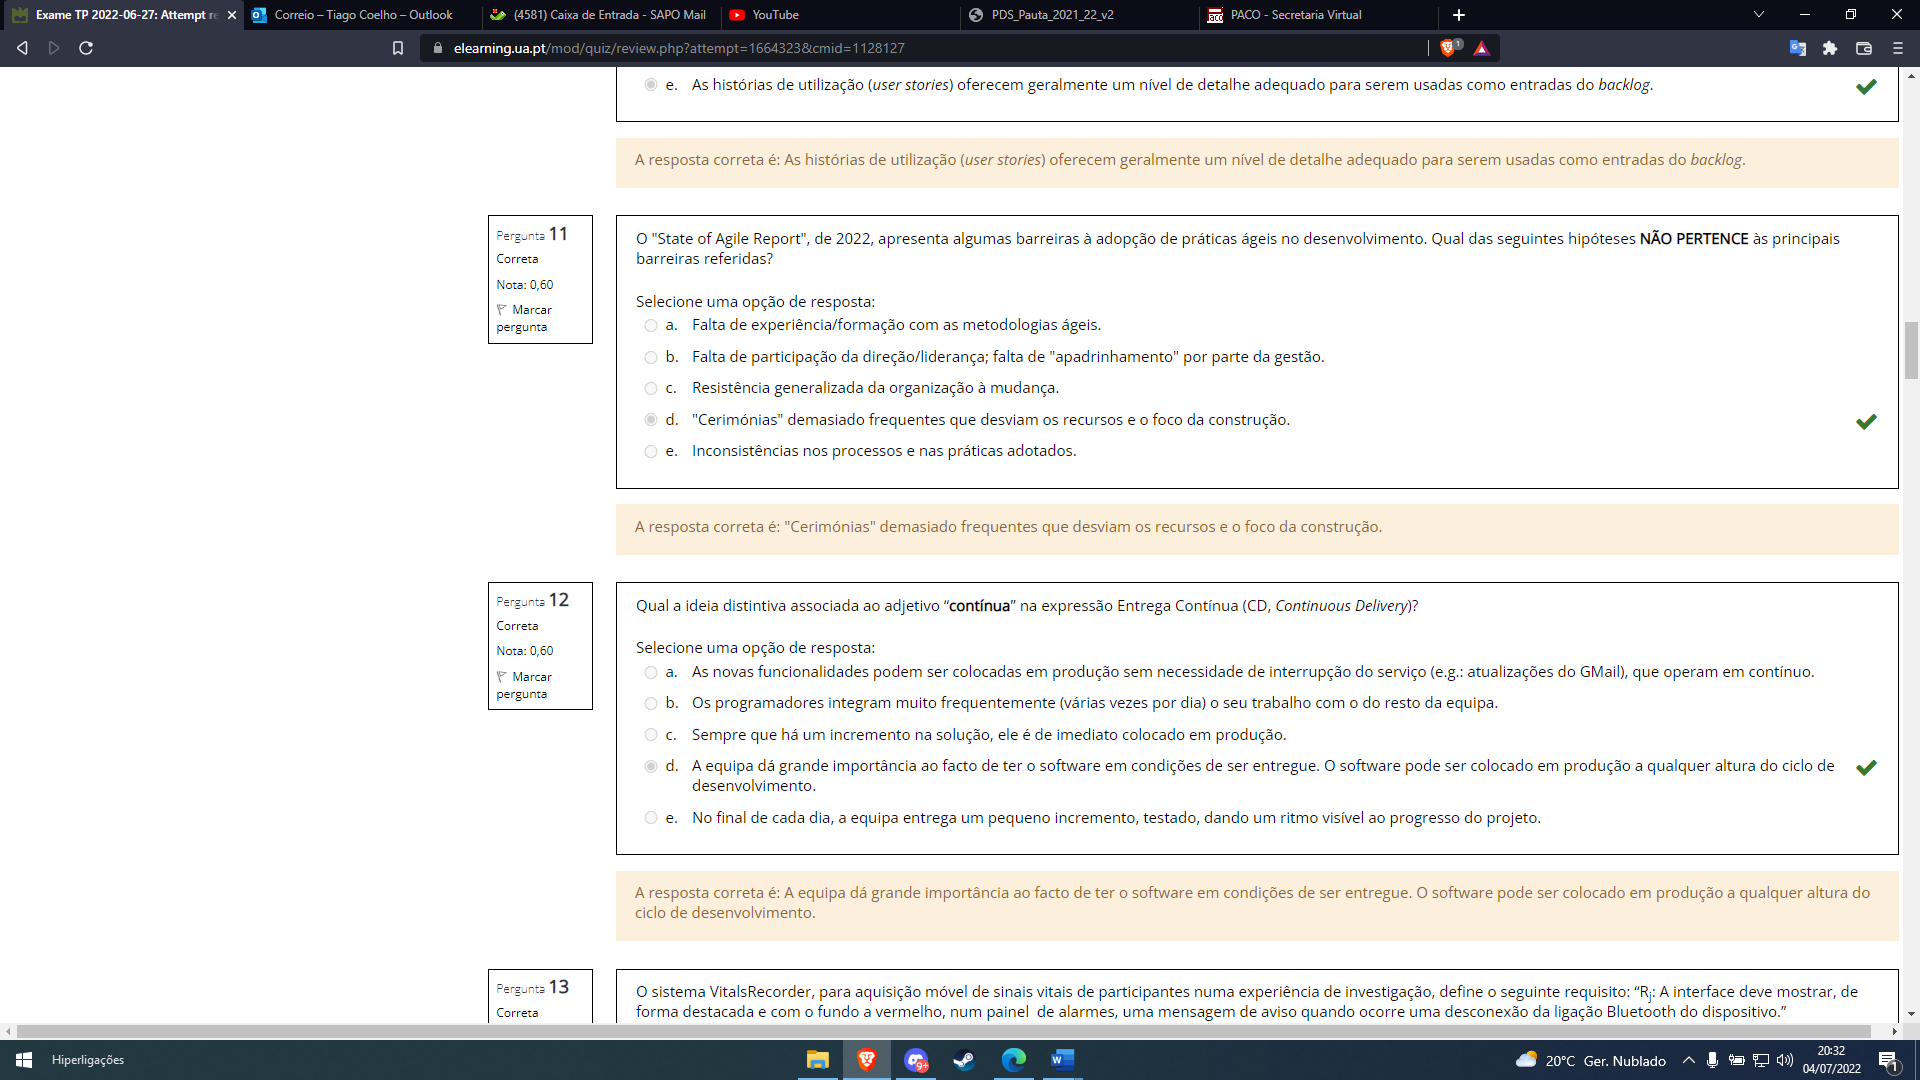 Exame TP 2022-06-27: Attempt re
Correio – Tiago Coelho – Outlook
(4581) Caixa de Entrada - SAPO Mail
YouTube
PDS_Pauta_2021_22_v2
PACO - Secretaria Virtual
elearning.ua.pt/mod/quiz/review.php?attempt=1664323&cmid=1128127
1
e. As histórias de utilização (user stories) oferecem geralmente um nível de detalhe adequado para serem usadas como entradas do backlog.
A resposta correta é: As histórias de utilização (user stories) oferecem geralmente um nível de detalhe adequado para serem usadas como entradas do backlog.
Pergunta 11
Correta
Nota: 0,60
Marcar
pergunta
O "State of Agile Report", de 2022, apresenta algumas barreiras à adopção de práticas ágeis no desenvolvimento. Qual das seguintes hipóteses NÃO PERTENCE às principais
barreiras referidas?
Selecione uma opção de resposta:
a. Falta de experiência/formação com as metodologias ágeis.
b. Falta de participação da direção/liderança; falta de "apadrinhamento" por parte da gestão.
c. Resistência generalizada da organização à mudança.
d. "Cerimónias" demasiado frequentes que desviam os recursos e o foco da construção.
e. Inconsistências nos processos e nas práticas adotados.
A resposta correta é: "Cerimónias" demasiado frequentes que desviam os recursos e o foco da construção.
Pergunta 12
Correta
Nota: 0,60
Marcar
pergunta
Qual a ideia distintiva associada ao adjetivo “contínua” na expressão Entrega Contínua (CD, Continuous Delivery)?
Selecione uma opção de resposta:
a. As novas funcionalidades podem ser colocadas em produção sem necessidade de interrupção do serviço (e.g.: atualizações do GMail), que operam em contínuo.
b. Os programadores integram muito frequentemente (várias vezes por dia) o seu trabalho com o do resto da equipa.
c. Sempre que há um incremento na solução, ele é de imediato colocado em produção.
d. A equipa dá grande importância ao facto de ter o software em condições de ser entregue. O software pode ser colocado em produção a qualquer altura do ciclo de
desenvolvimento.
e. No final de cada dia, a equipa entrega um pequeno incremento, testado, dando um ritmo visível ao progresso do projeto.
A resposta correta é: A equipa dá grande importância ao facto de ter o software em condições de ser entregue. O software pode ser colocado em produção a qualquer altura do
ciclo de desenvolvimento.
Pergunta 13
Correta
O sistema VitalsRecorder, para aquisição móvel de sinais vitais de participantes numa experiência de investigação, define o seguinte requisito: “Rj: A interface deve mostrar, de
forma destacada e com o fundo a vermelho, num painel de alarmes, uma mensagem de aviso quando ocorre uma desconexão da ligação Bluetooth do dispositivo.”
Hiperligações
9+
20°C Ger. Nublado
20:32
04/07/2022
1